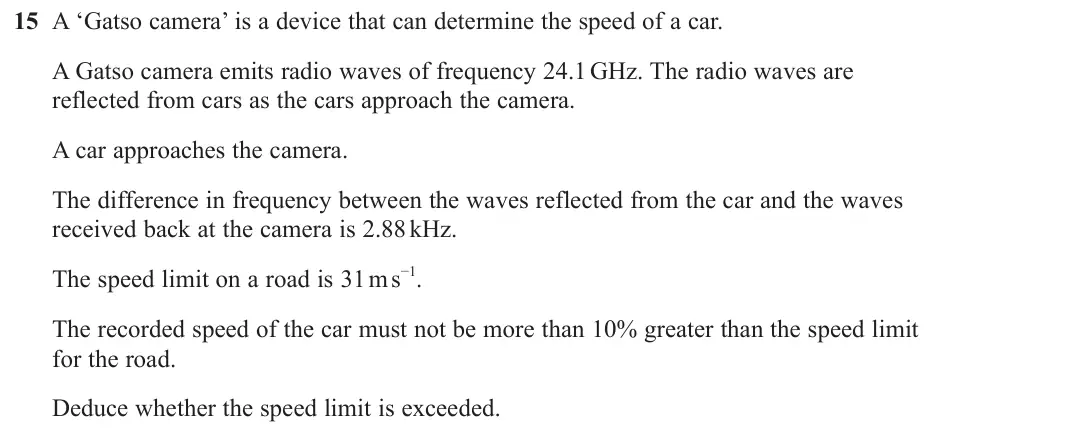 15 A ‘Gatso camera’ is a device that can determine the speed of a car.
A Gatso camera emits radio waves of frequency 24.1 GHz. The radio waves are
reflected from cars as the cars approach the camera.
A car approaches the camera.
The difference in frequency between the waves reflected from the car and the waves
received back at the camera is 2.88 kHz.
The speed limit on a road is 31 m s⁻¹.
The recorded speed of the car must not be more than 10% greater than the speed limit
for the road.
Deduce whether the speed limit is exceeded.